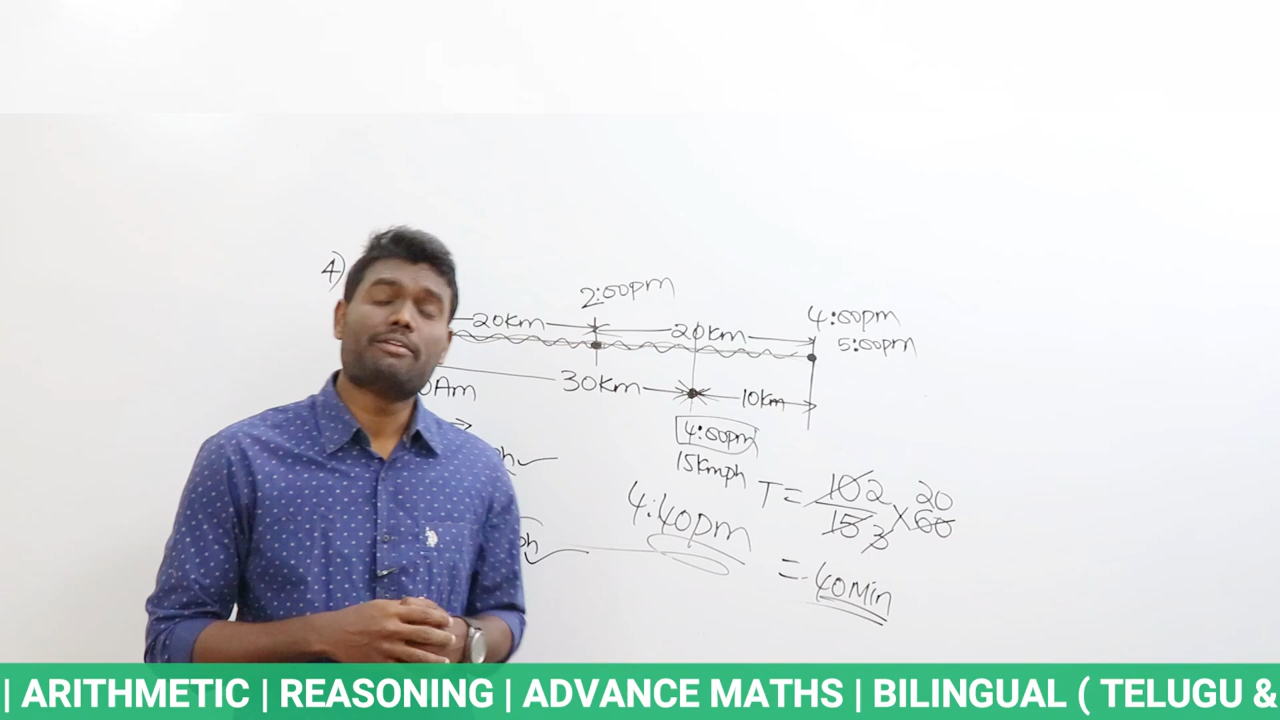 4)
2:00pm
20km
20km
4:00pm
5:00pm
0Am
30km
10km
4:00pm
15kmph
T = 10 2 / 15 3 × 20 60
4:40pm
= 40Min
| ARITHMETIC | REASONING | ADVANCE MATHS | BILINGUAL ( TELUGU &